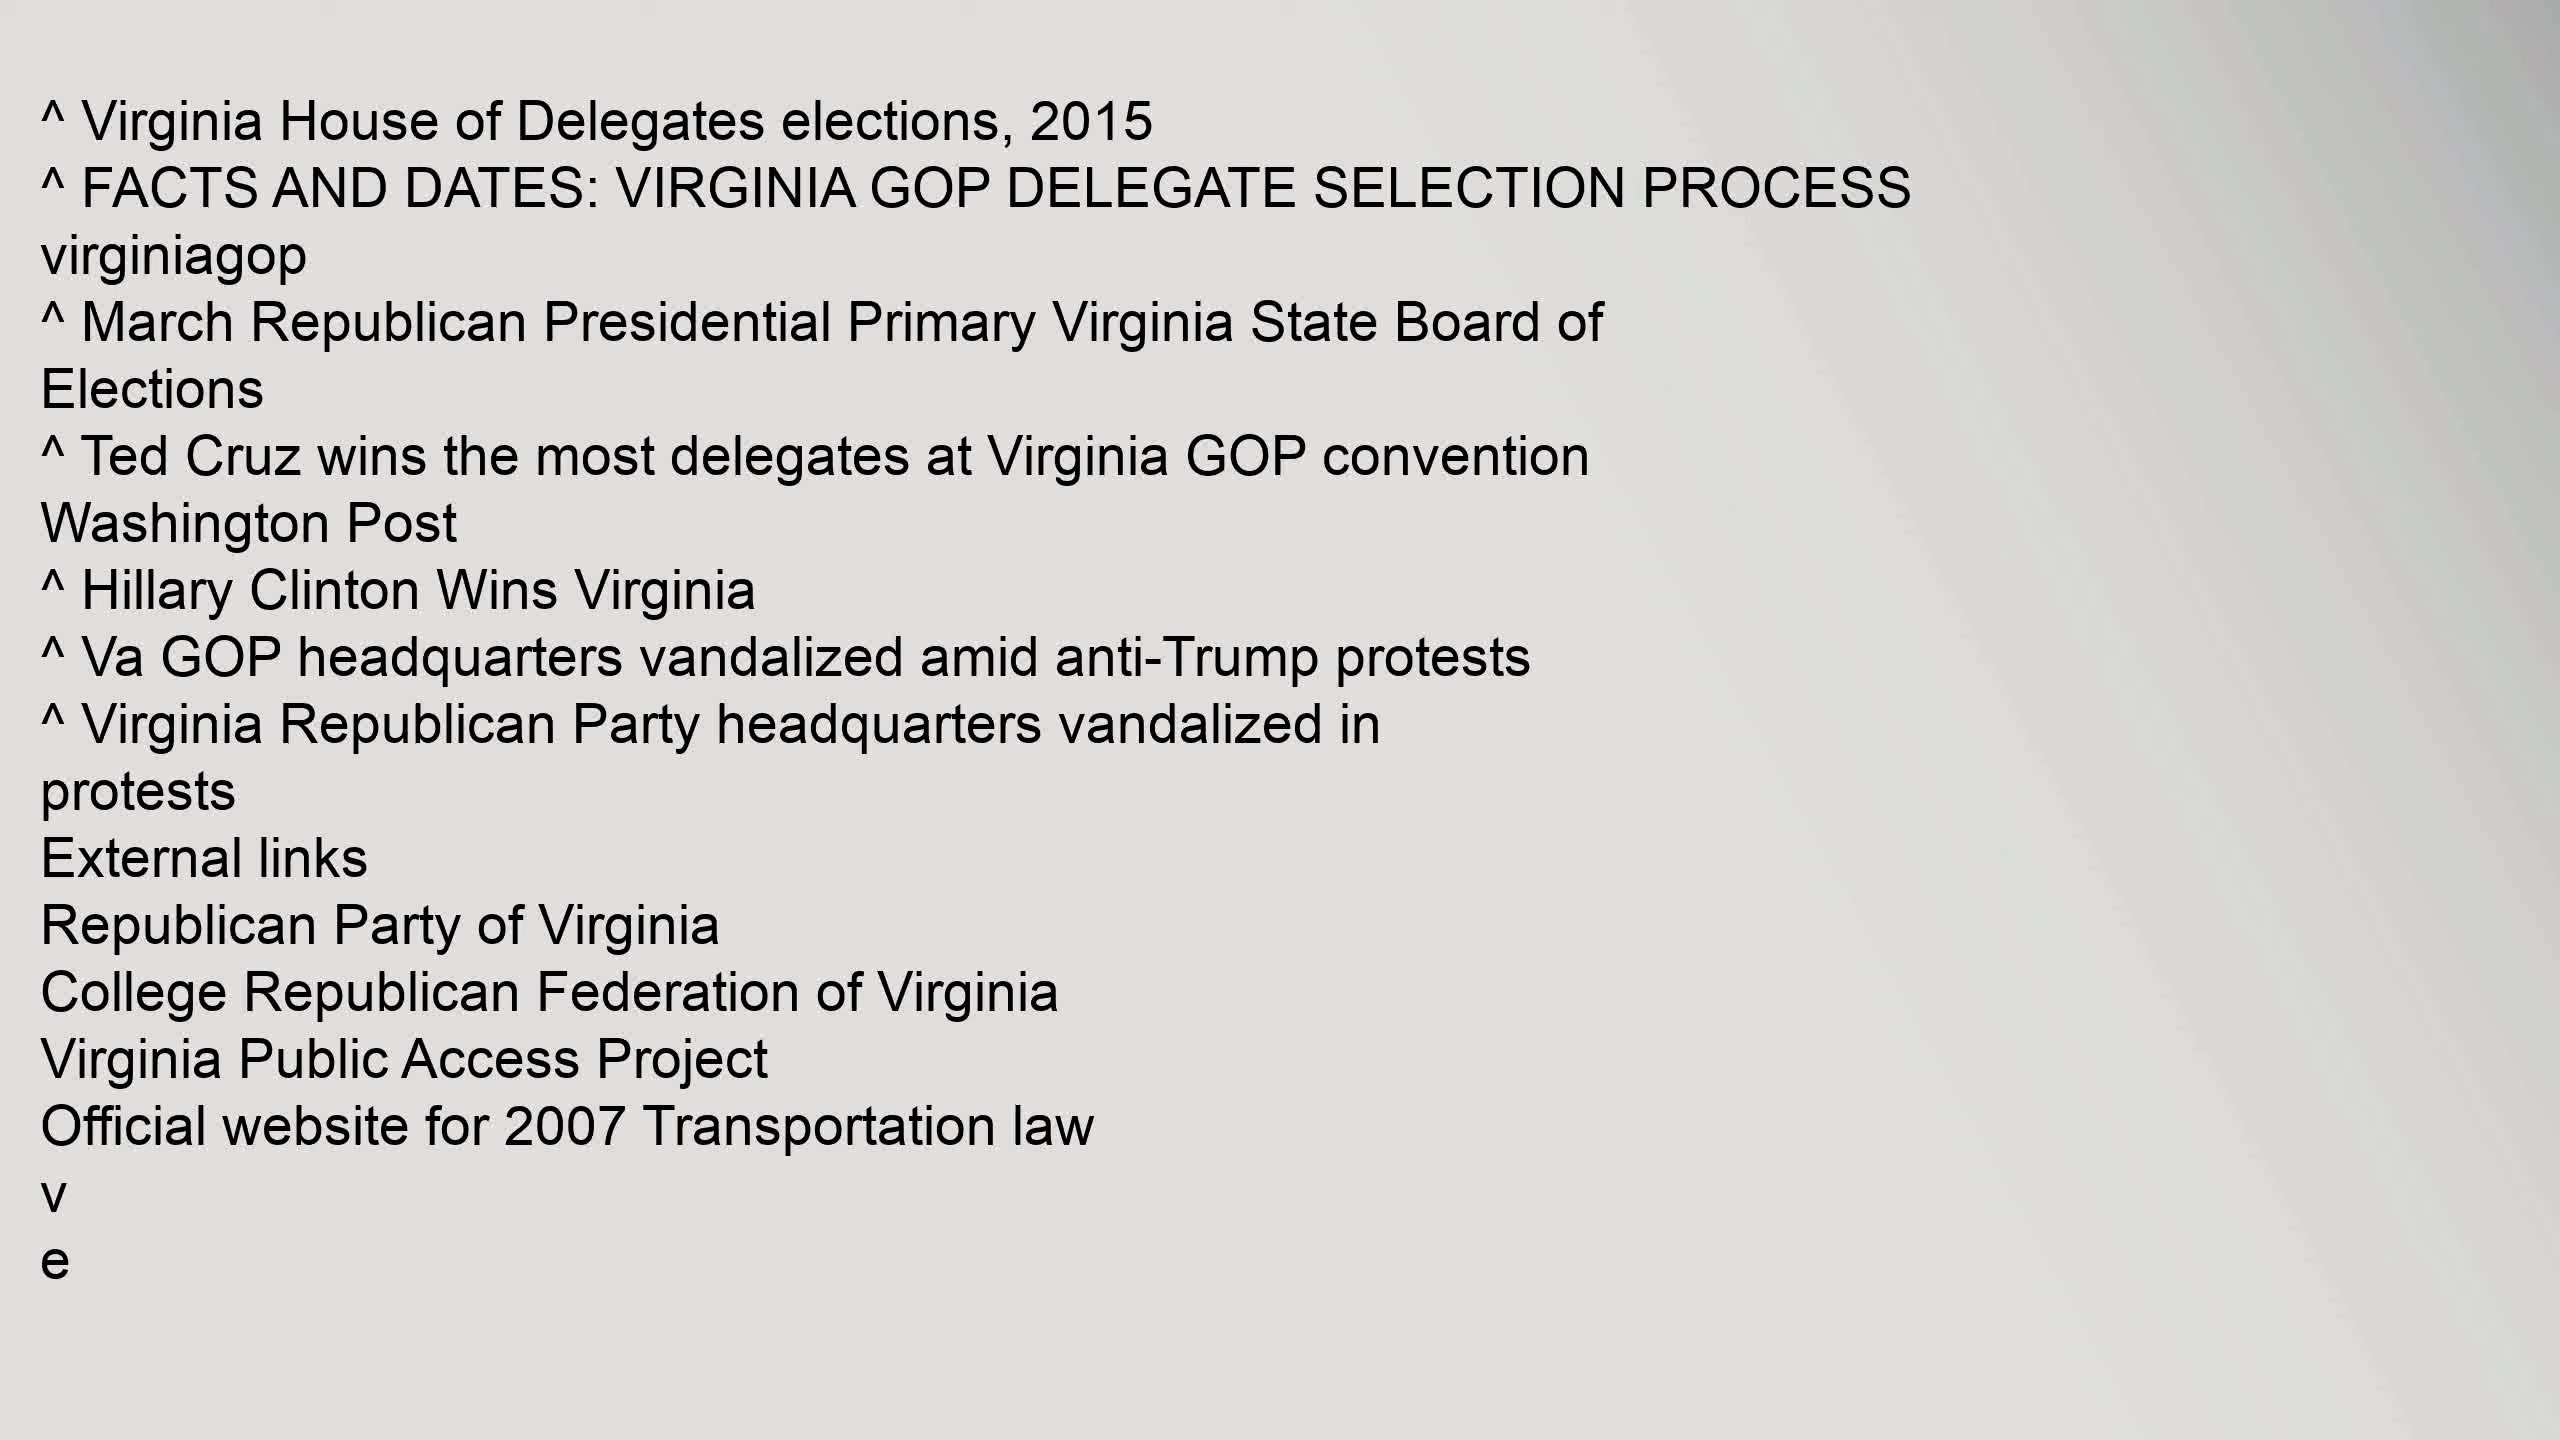 ^ Virginia House of Delegates elections, 2015
^ FACTS AND DATES: VIRGINIA GOP DELEGATE SELECTION PROCESS
virginiagop
^ March Republican Presidential Primary Virginia State Board of
Elections
^ Ted Cruz wins the most delegates at Virginia GOP convention
Washington Post
^ Hillary Clinton Wins Virginia
^ Va GOP headquarters vandalized amid anti-Trump protests
^ Virginia Republican Party headquarters vandalized in
protests
External links
Republican Party of Virginia
College Republican Federation of Virginia
Virginia Public Access Project
Official website for 2007 Transportation law
v
e